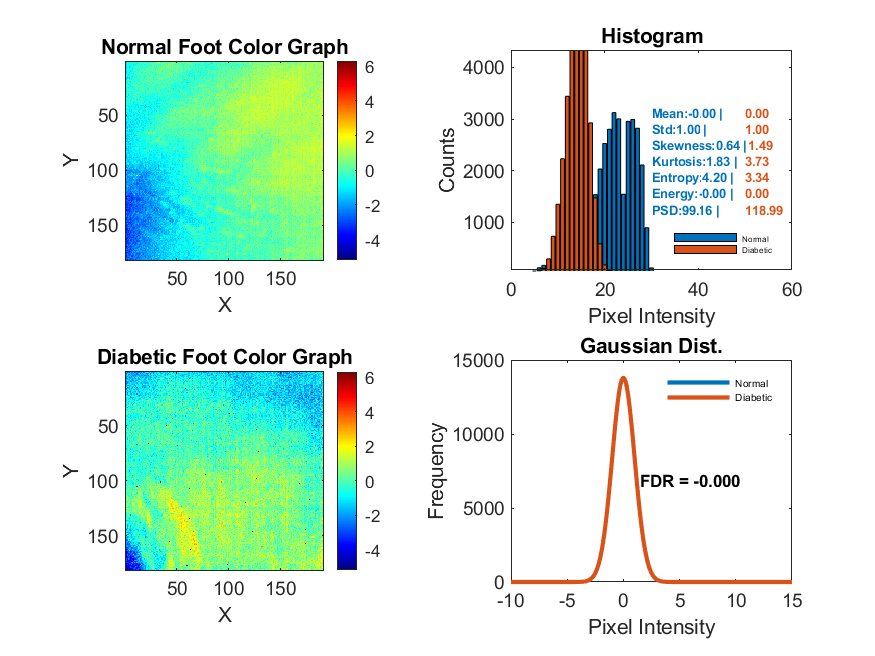 Normal Foot Color Graph
6
4
2
0
-2
-4
50
100
150
Y
50
100
150
X
Histogram
4000
3000
2000
1000
Counts
Mean:-0.00 | 0.00
Std:1.00 | 1.00
Skewness:0.64 | 1.49
Kurtosis:1.83 | 3.73
Entropy:4.20 | 3.34
Energy:-0.00 | 0.00
PSD:99.16 | 118.99
Normal
Diabetic
0
20
40
60
Pixel Intensity
Diabetic Foot Color Graph
6
4
2
0
-2
-4
50
100
150
Y
50
100
150
X
Gaussian Dist.
15000
10000
5000
0
Frequency
Normal
Diabetic
FDR = -0.000
-10
-5
0
5
10
15
Pixel Intensity